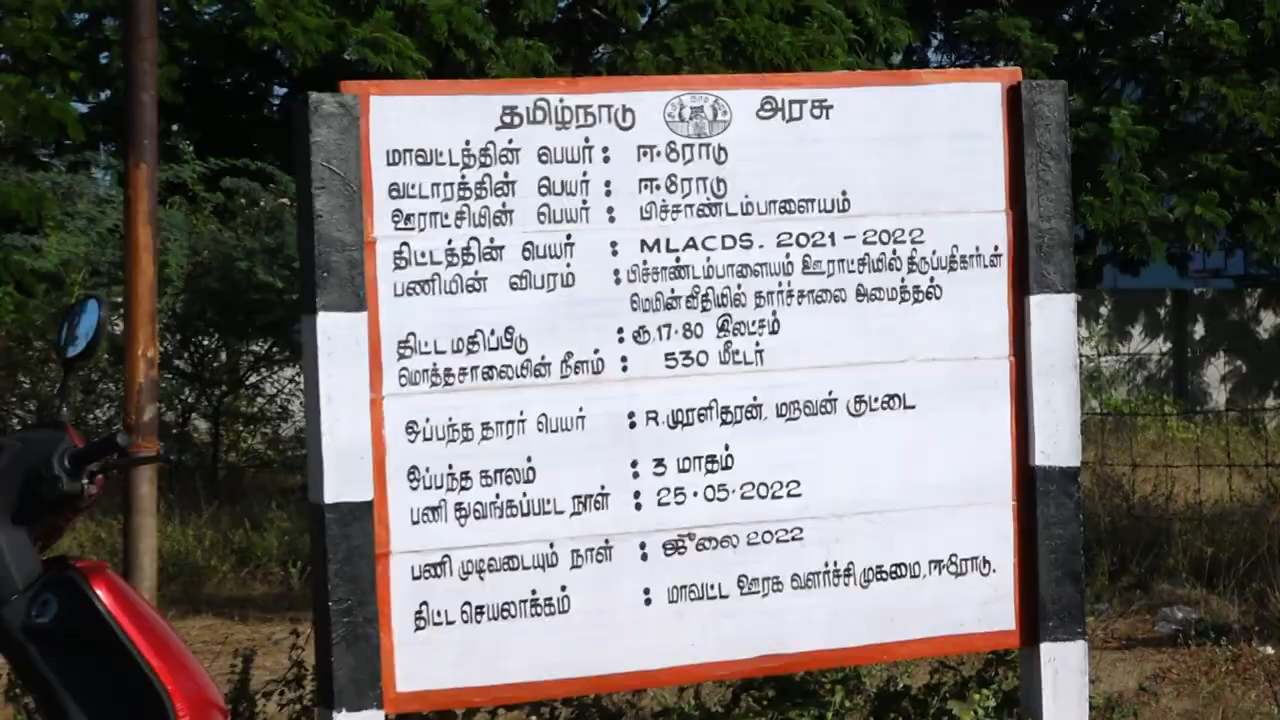 தமிழ்நாடு அரசு
மாவட்டத்தின் பெயர் : ஈரோடு
வட்டாரத்தின் பெயர் : ஈரோடு
ஊராட்சியின் பெயர் : பிச்சாண்டம்பாளையம்
திட்டத்தின் பெயர் : MLACDS. 2021-2022
பணியின் விபரம் : பிச்சாண்டம்பாளையம் ஊராட்சியில் திருப்பதிகார்டன்
மெயின்வீதியில் தார்ச்சாலை அமைத்தல்
திட்ட மதிப்பீடு : ரூ.17.80 இலட்சம்
மொத்தசாலையின் நீளம் : 530 மீட்டர்
ஒப்பந்த தாரர் பெயர் : R.முரளிதரன், மறவன் குட்டை
ஒப்பந்த காலம் : 3 மாதம்
பணி துவங்கப்பட்ட நாள் : 25.05.2022
பணி முடிவடையும் நாள் : ஜூலை 2022
திட்ட செயலாக்கம் : மாவட்ட ஊரக வளர்ச்சி முகமை,ஈரோடு.